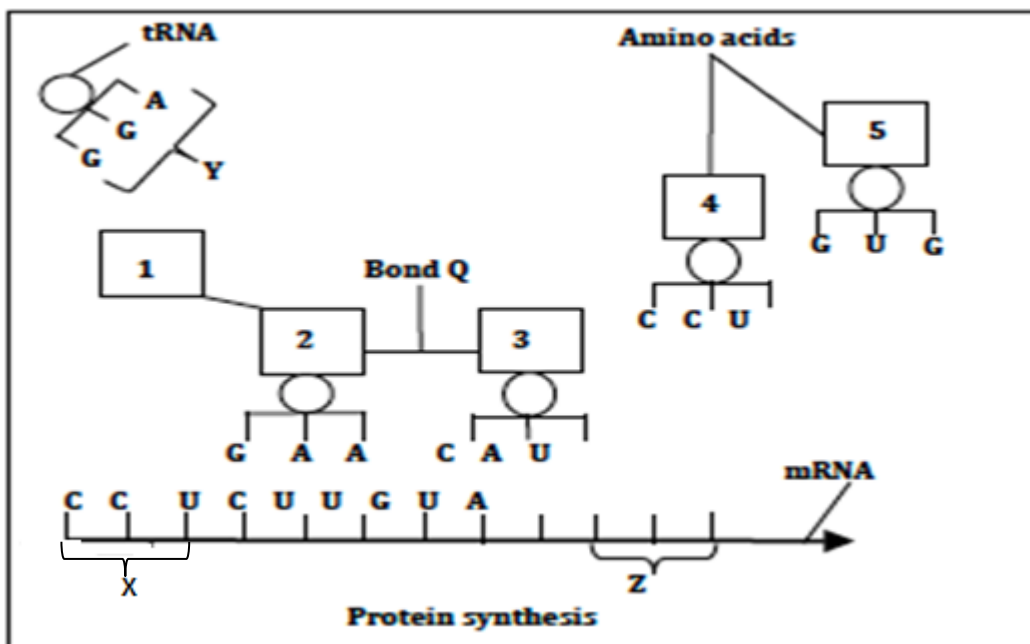 tRNA
Amino acids
A
G
G
Y
5
4
G U G
1
Bond Q
C C U
2
3
G A A
C A U
mRNA
C C U C U U G U A
X
Z
Protein synthesis